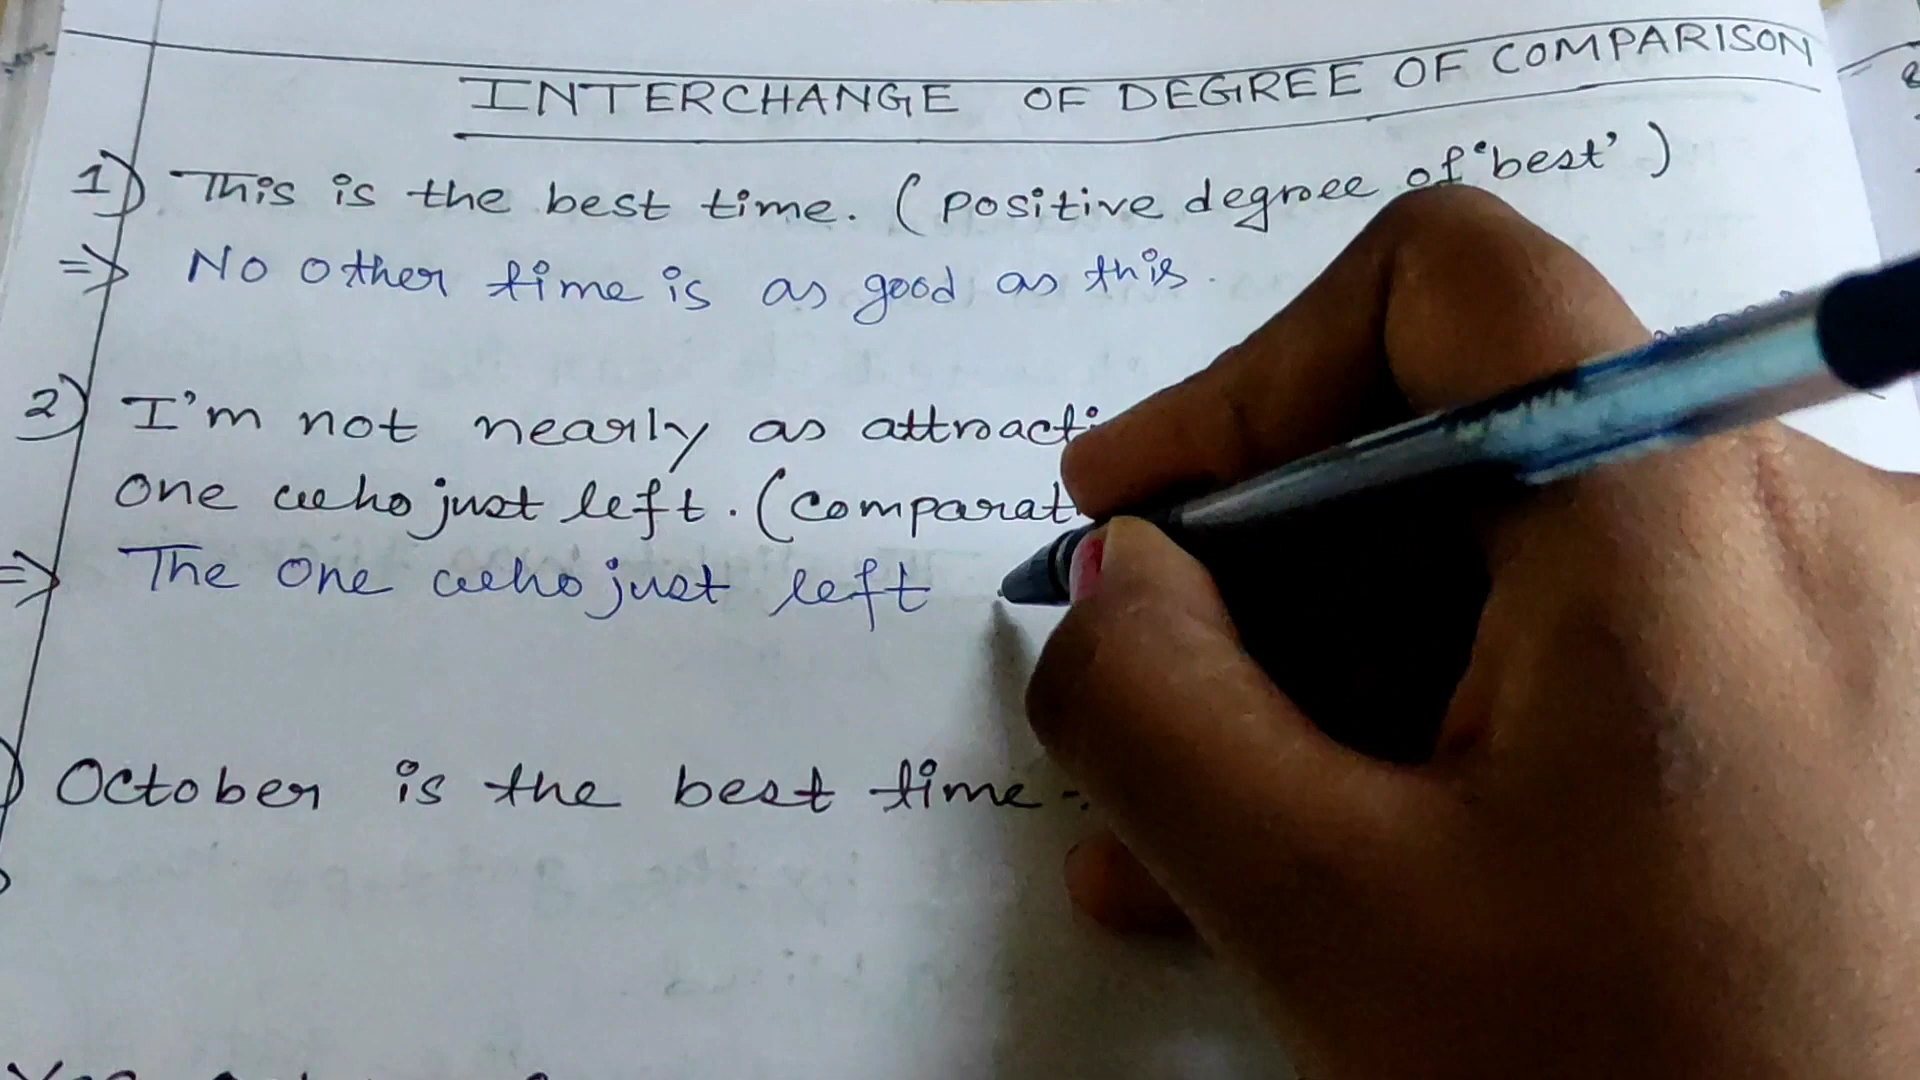 INTERCHANGE OF DEGREE OF COMPARISON
1) This is the best time. (positive degree of 'best')
=> No other time is as good as this.
2) I'm not nearly as
one who just left. (
=> The one who just left
October is the best time